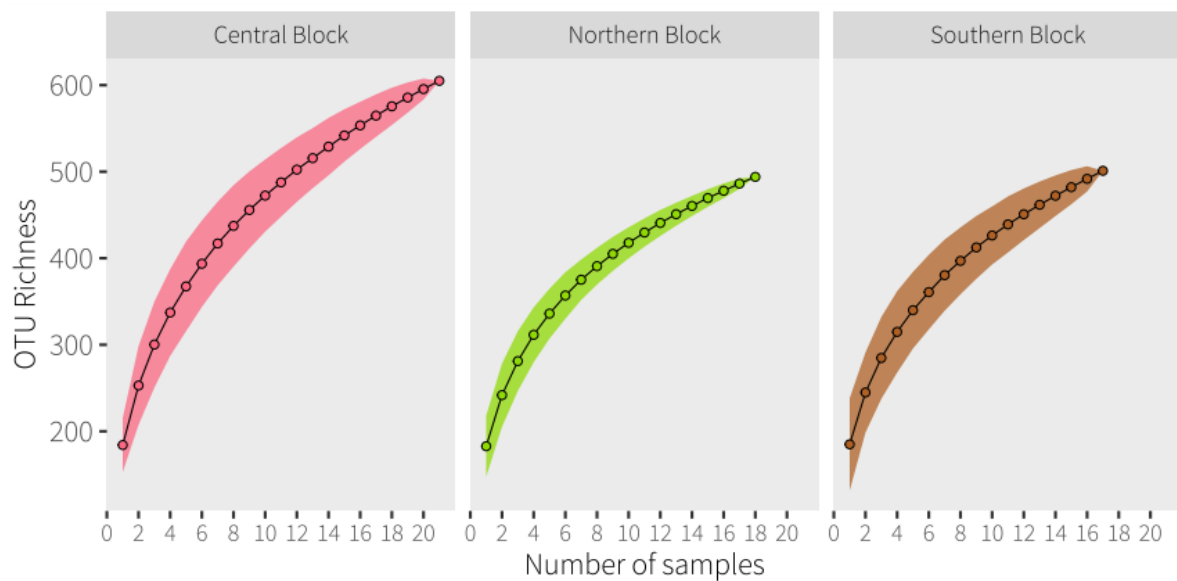 Central Block
Northern Block
Southern Block
OTU Richness
600
500
400
300
200
0 2 4 6 8 10 12 14 16 18 20
0 2 4 6 8 10 12 14 16 18 20
0 2 4 6 8 10 12 14 16 18 20
Number of samples